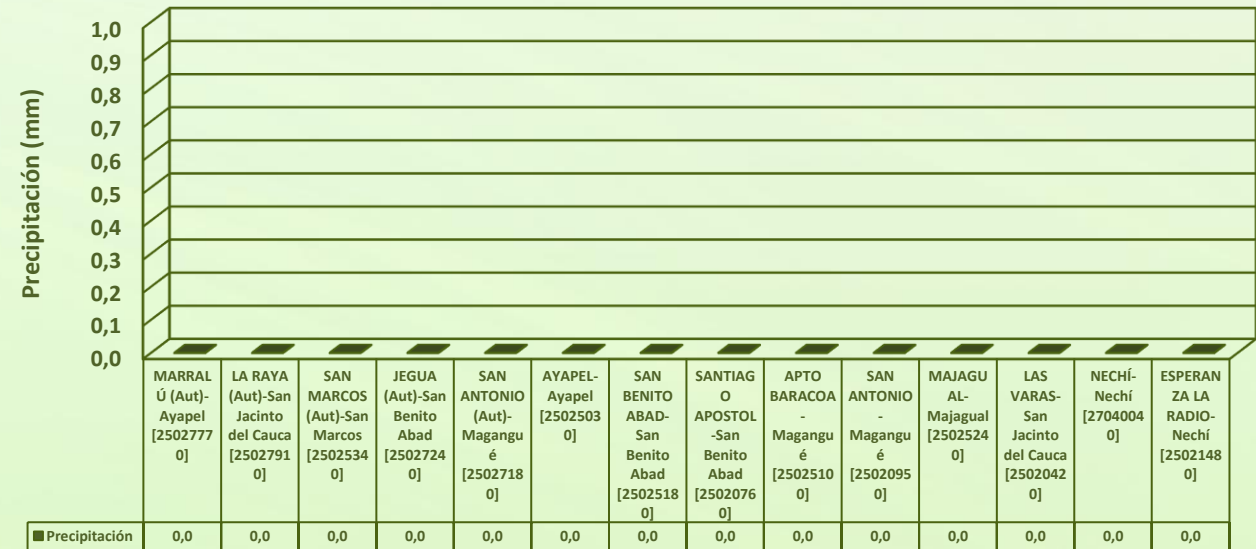 Precipitación (mm)
1,0
0,9
0,8
0,7
0,6
0,5
0,4
0,3
0,2
0,1
0,0
MARRAL
Ú (Aut)-
Ayapel
[2502777
0]
LA RAYA
(Aut)-San
Jacinto
del Cauca
[2502791
0]
SAN
MARCOS
(Aut)-San
Marcos
[2502534
0]
JEGUA
(Aut)-San
Benito
Abad
[2502724
0]
SAN
ANTONIO
(Aut)-
Magangué
[2502718
0]
AYAPEL-
Ayapel
[2502503
0]
SAN
BENITO
ABAD-
San
Benito
Abad
[2502518
0]
SANTIAG
O
APOSTOL
-San
Benito
Abad
[2502076
0]
APTO
BARACOA
-
Magangu
é
[2502510
0]
SAN
ANTONIO
-
Magangu
é
[2502095
0]
MAJAGU
AL-
Majagual
[2502524
0]
LAS
VARAS-
San
Jacinto
del Cauca
[2502042
0]
NECHÍ-
Nechí
[2704004
0]
ESPERAN
ZA LA
RADIO-
Nechí
[2502148
0]
Precipitación 0,0 0,0 0,0 0,0 0,0 0,0 0,0 0,0 0,0 0,0 0,0 0,0 0,0 0,0